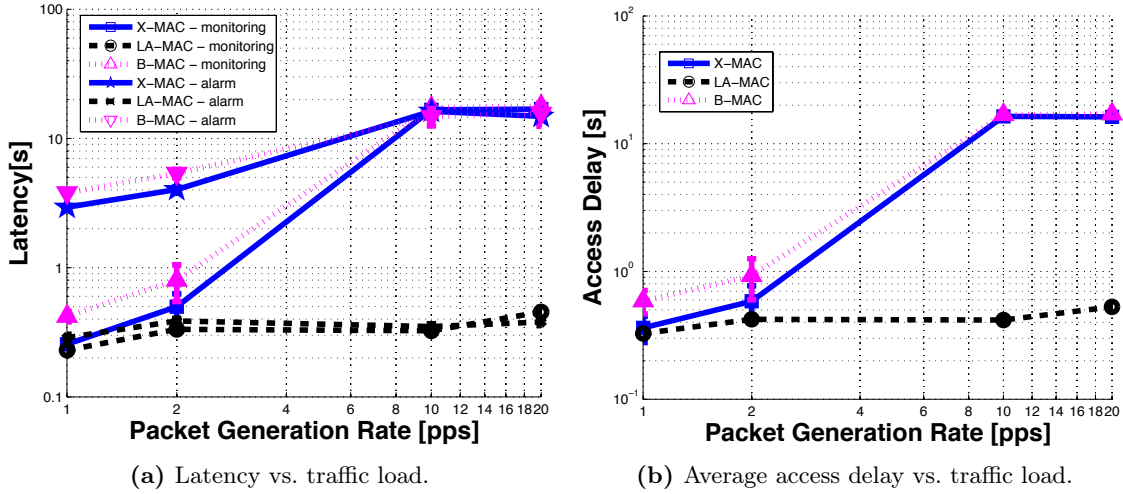 100
10
1
0.1
Latency[s]
X-MAC – monitoring
LA-MAC – monitoring
B-MAC – monitoring
X-MAC – alarm
LA-MAC – alarm
B-MAC – alarm
1 2 4 6 8 10 12 14 16 18 20
Packet Generation Rate [pps]
(a) Latency vs. traffic load.
10^2
10^1
10^0
10^-1
Access Delay [s]
X-MAC
LA-MAC
B-MAC
1 2 4 6 8 10 12 14 16 18 20
Packet Generation Rate [pps]
(b) Average access delay vs. traffic load.